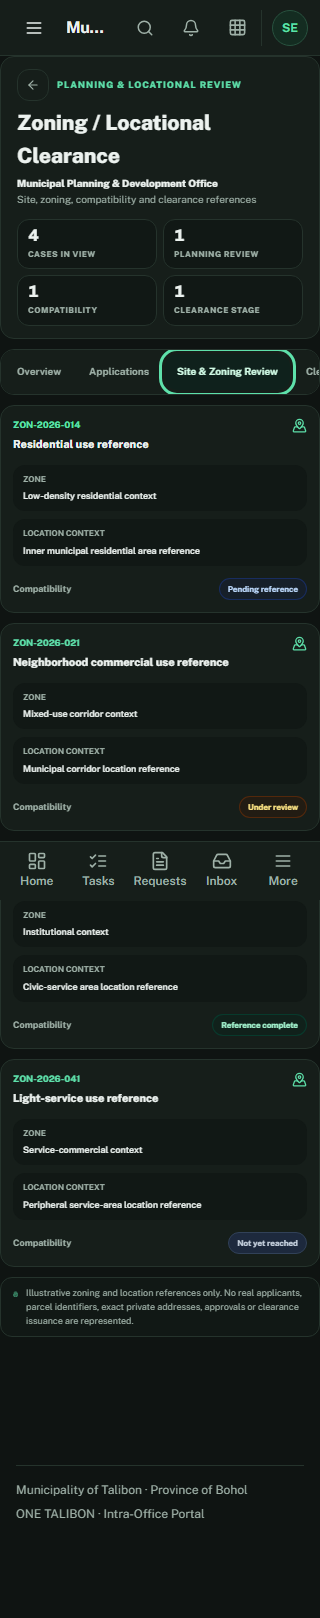 Mu...
SE
PLANNING & LOCATIONAL REVIEW
Zoning / Locational
Clearance
Municipal Planning & Development Office
Site, zoning, compatibility and clearance references
4
CASES IN VIEW
1
PLANNING REVIEW
1
COMPATIBILITY
1
CLEARANCE STAGE
Overview Applications Site & Zoning Review Cle
ZON-2026-014
Residential use reference
ZONE
Low-density residential context
LOCATION CONTEXT
Inner municipal residential area reference
Compatibility Pending reference
ZON-2026-021
Neighborhood commercial use reference
ZONE
Mixed-use corridor context
LOCATION CONTEXT
Municipal corridor location reference
Compatibility Under review
Home Tasks Requests Inbox More
ZONE
Institutional context
LOCATION CONTEXT
Civic-service area location reference
Compatibility Reference complete
ZON-2026-041
Light-service use reference
ZONE
Service-commercial context
LOCATION CONTEXT
Peripheral service-area location reference
Compatibility Not yet reached
Illustrative zoning and location references only. No real applicants,
parcel identifiers, exact private addresses, approvals or clearance
issuance are represented.
Municipality of Talibon · Province of Bohol
ONE TALIBON · Intra-Office Portal